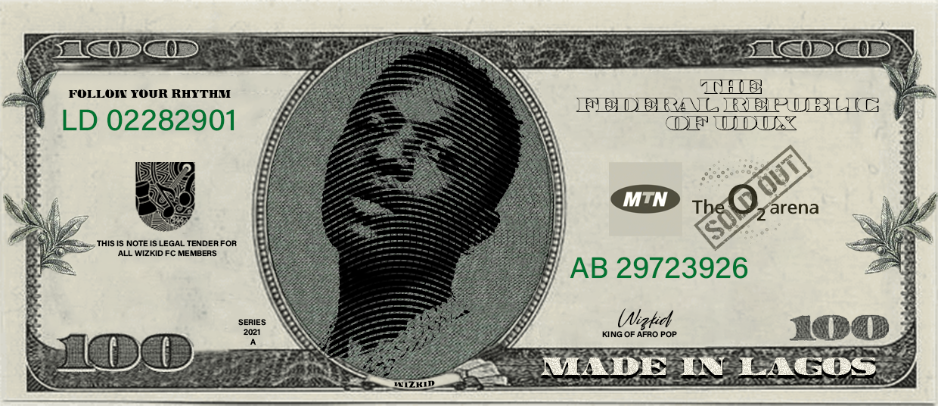 100
100
FOLLOW YOUR RHYTHM
LD 02282901
THE
FEDERAL REPUBLIC
OF UDUX
MTN
The O2 arena
SOLD OUT
THIS IS NOTE IS LEGAL TENDER FOR
ALL WIZKID FC MEMBERS
AB 29723926
SERIES
2021
A
Wizkid
KING OF AFRO POP
100
100
MADE IN LAGOS
WIZKID